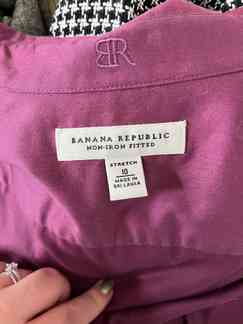 BR
BANANA REPUBLIC
NON-IRON FITTED
STRETCH
10
MADE IN
SRI LANKA